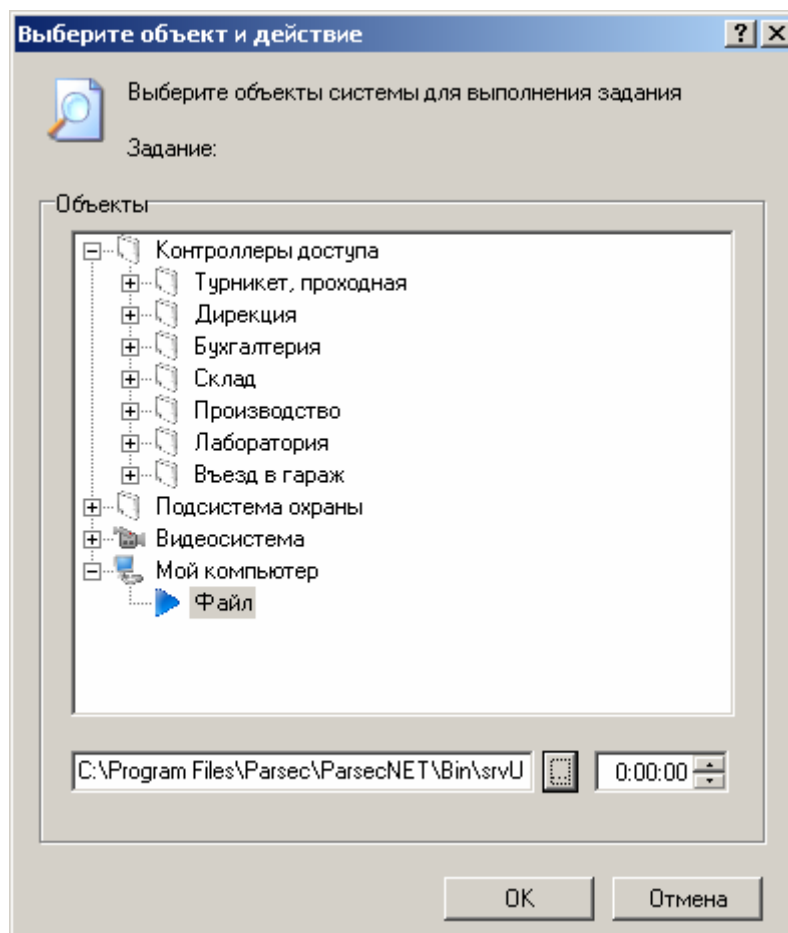 Выберите объект и действие
Выберите объекты системы для выполнения задания
Задание:
Объекты
Контроллеры доступа
Турникет, проходная
Дирекция
Бухгалтерия
Склад
Производство
Лаборатория
Въезд в гараж
Подсистема охраны
Видеосистема
Мой компьютер
Файл
C:\Program Files\Parsec\ParsecNET\Bin\srvU ... 0:00:00
OK Отмена